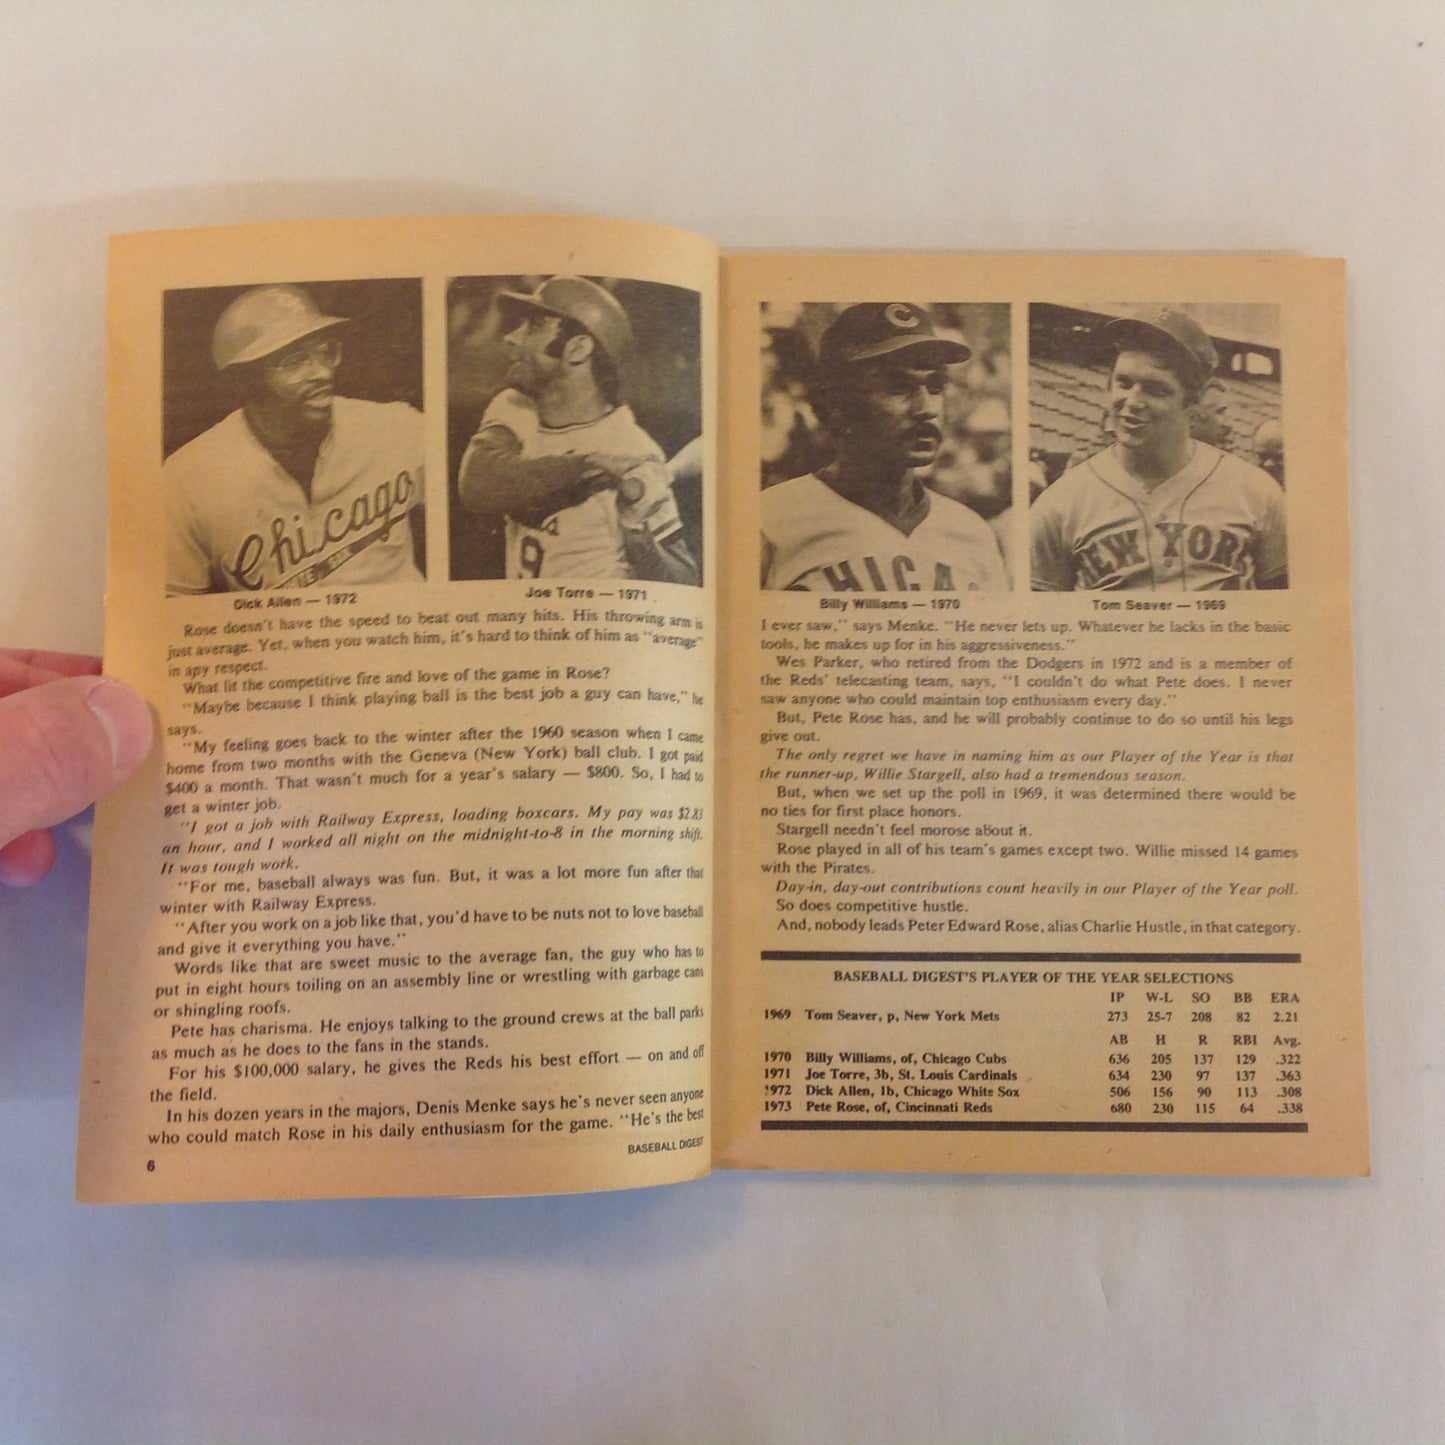 Chicago
9
C
CHICA
NEW YORK
Dick Allen — 1972
Joe Torre — 1971
Rose doesn't have the speed to beat out many hits. His throwing arm is
just average. Yet, when you watch him, it's hard to think of him as "average"
in any respect.
What lit the competitive fire and love of the game in Rose?
"Maybe because I think playing ball is the best job a guy can have," he
says.
"My feeling goes back to the winter after the 1960 season when I came
home from two months with the Geneva (New York) ball club. I got paid
$400 a month. That wasn't much for a year's salary — $800. So, I had to
get a winter job.
"I got a job with Railway Express, loading boxcars. My pay was $2.83
an hour, and I worked all night on the midnight-to-8 in the morning shift.
It was tough work.
"For me, baseball always was fun. But, it was a lot more fun after that
winter with Railway Express.
"After you work on a job like that, you'd have to be nuts not to love baseball
and give it everything you have."
Words like that are sweet music to the average fan, the guy who has to
put in eight hours toiling on an assembly line or wrestling with garbage cans
or shingling roofs.
Pete has charisma. He enjoys talking to the ground crews at the ball parks
as much as he does to the fans in the stands.
For his $100,000 salary, he gives the Reds his best effort — on and off
the field.
In his dozen years in the majors, Denis Menke says he's never seen anyone
who could match Rose in his daily enthusiasm for the game. "He's the best
6
BASEBALL DIGEST
Billy Williams — 1970
Tom Seaver — 1969
I ever saw," says Menke. "He never lets up. Whatever he lacks in the basic
tools, he makes up for in his aggressiveness."
Wes Parker, who retired from the Dodgers in 1972 and is a member of
the Reds' telecasting team, says, "I couldn't do what Pete does. I never
saw anyone who could maintain top enthusiasm every day."
But, Pete Rose has, and he will probably continue to do so until his legs
give out.
The only regret we have in naming him as our Player of the Year is that
the runner-up, Willie Stargell, also had a tremendous season.
But, when we set up the poll in 1969, it was determined there would be
no ties for first place honors.
Stargell needn't feel morose about it.
Rose played in all of his team's games except two. Willie missed 14 games
with the Pirates.
Day-in, day-out contributions count heavily in our Player of the Year poll.
So does competitive hustle.
And, nobody leads Peter Edward Rose, alias Charlie Hustle, in that category.
BASEBALL DIGEST'S PLAYER OF THE YEAR SELECTIONS
IP W-L SO BB ERA
1969 Tom Seaver, p, New York Mets 273 25-7 208 82 2.21
AB H R RBI Avg.
1970 Billy Williams, of, Chicago Cubs 636 205 137 129 .322
1971 Joe Torre, 3b, St. Louis Cardinals 634 230 97 137 .363
1972 Dick Allen, 1b, Chicago White Sox 506 156 90 113 .308
1973 Pete Rose, of, Cincinnati Reds 680 230 115 64 .338